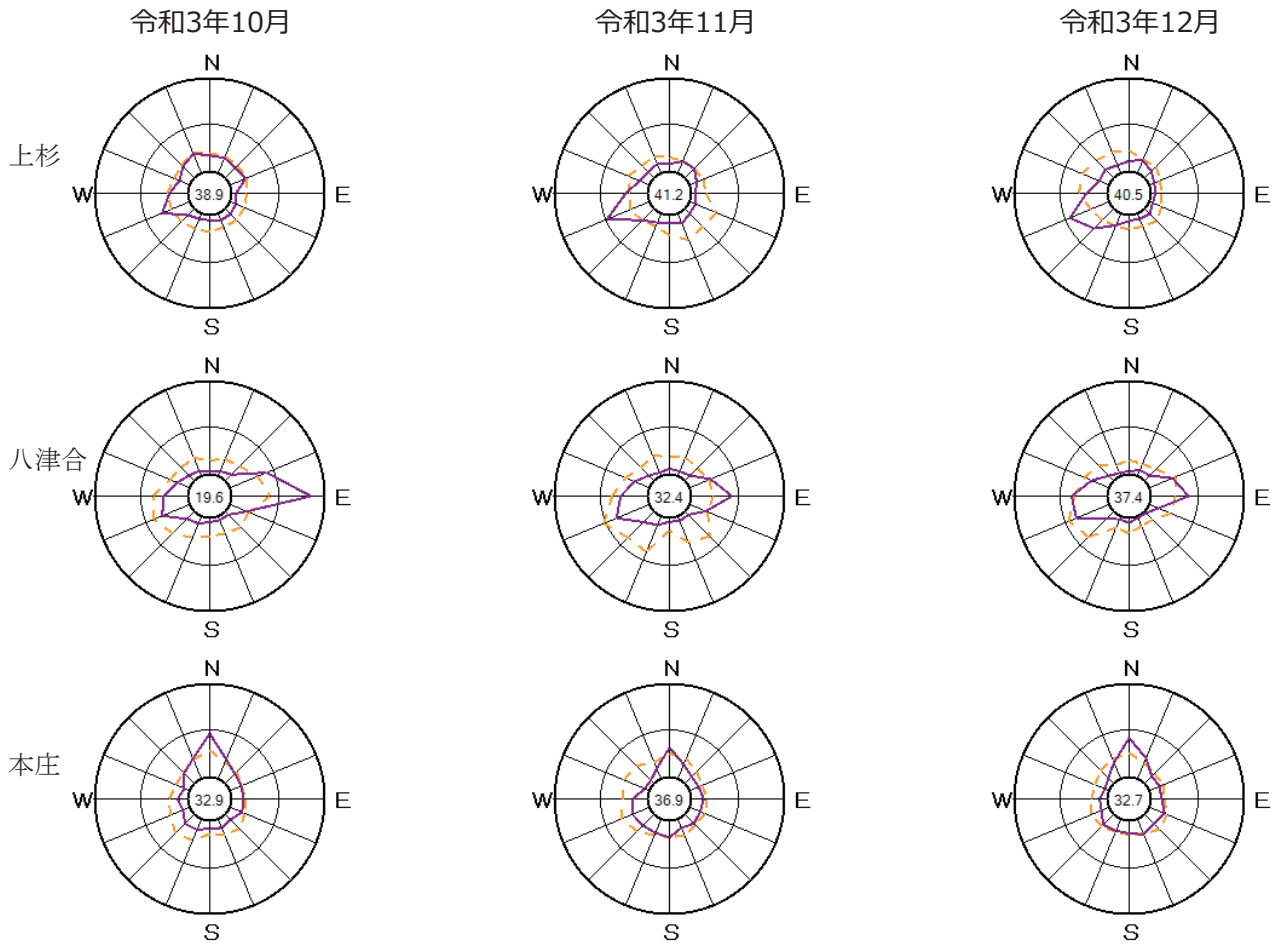 令和3年10月 令和3年11月 令和3年12月
N N N
上杉
W 38.9 E W 41.2 E W 40.5 E
S S S
N N N
八津合
W 19.6 E W 32.4 E W 37.4 E
S S S
N N N
本庄
W 32.9 E W 36.9 E W 32.7 E
S S S